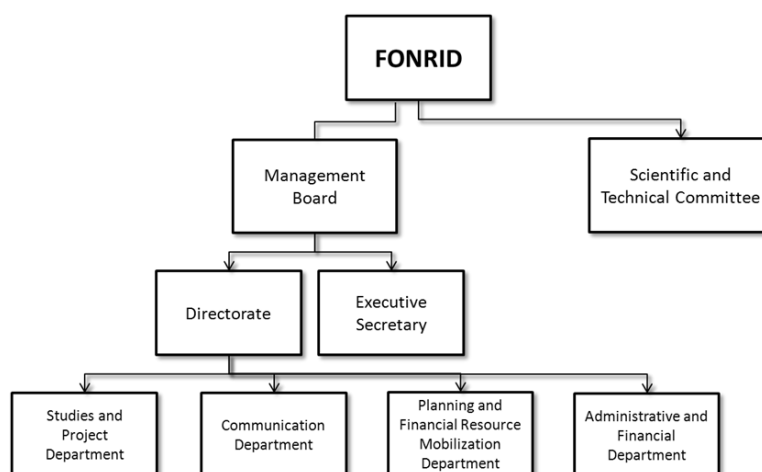 FONRID
Management
Board
Scientific and
Technical Committee
Directorate
Executive
Secretary
Studies and
Project
Department
Communication
Department
Planning and
Financial Resource
Mobilization
Department
Administrative and
Financial
Department